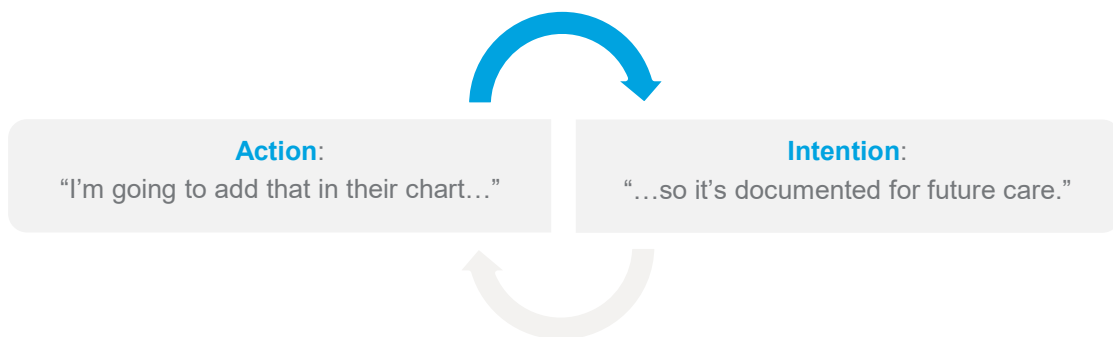 Action:
“I’m going to add that in their chart…”
Intention:
“…so it’s documented for future care.”